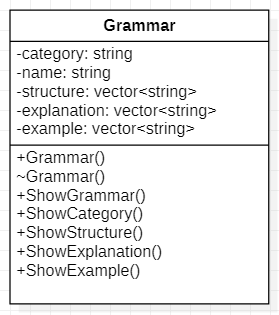 Grammar
-category: string
-name: string
-structure: vector<string>
-explanation: vector<string>
-example: vector<string>
+Grammar()
~Grammar()
+ShowGrammar()
+ShowCategory()
+ShowStructure()
+ShowExplanation()
+ShowExample()